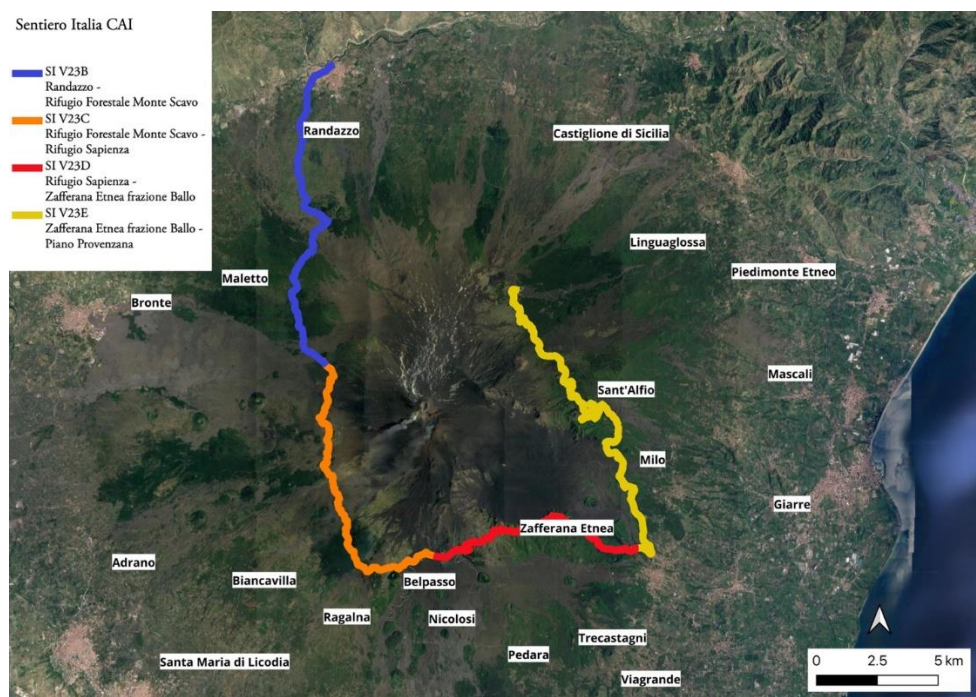 Sentiero Italia CAI
SI V23B
Randazzo -
Rifugio Forestale Monte Scavo
SI V23C
Rifugio Forestale Monte Scavo -
Rifugio Sapienza
SI V23D
Rifugio Sapienza -
Zafferana Etnea frazione Ballo
SI V23E
Zafferana Etnea frazione Ballo -
Piano Provenzana
Randazzo
Castiglione di Sicilia
Linguaglossa
Maletto
Piedimonte Etneo
Bronte
Mascali
Sant'Alfio
Milo
Giarre
Zafferana Etnea
Adrano
Biancavilla
Belpasso
Ragalna
Nicolosi
Trecastagni
Pedara
Santa Maria di Licodia
Viagrande
0 2.5 5 km